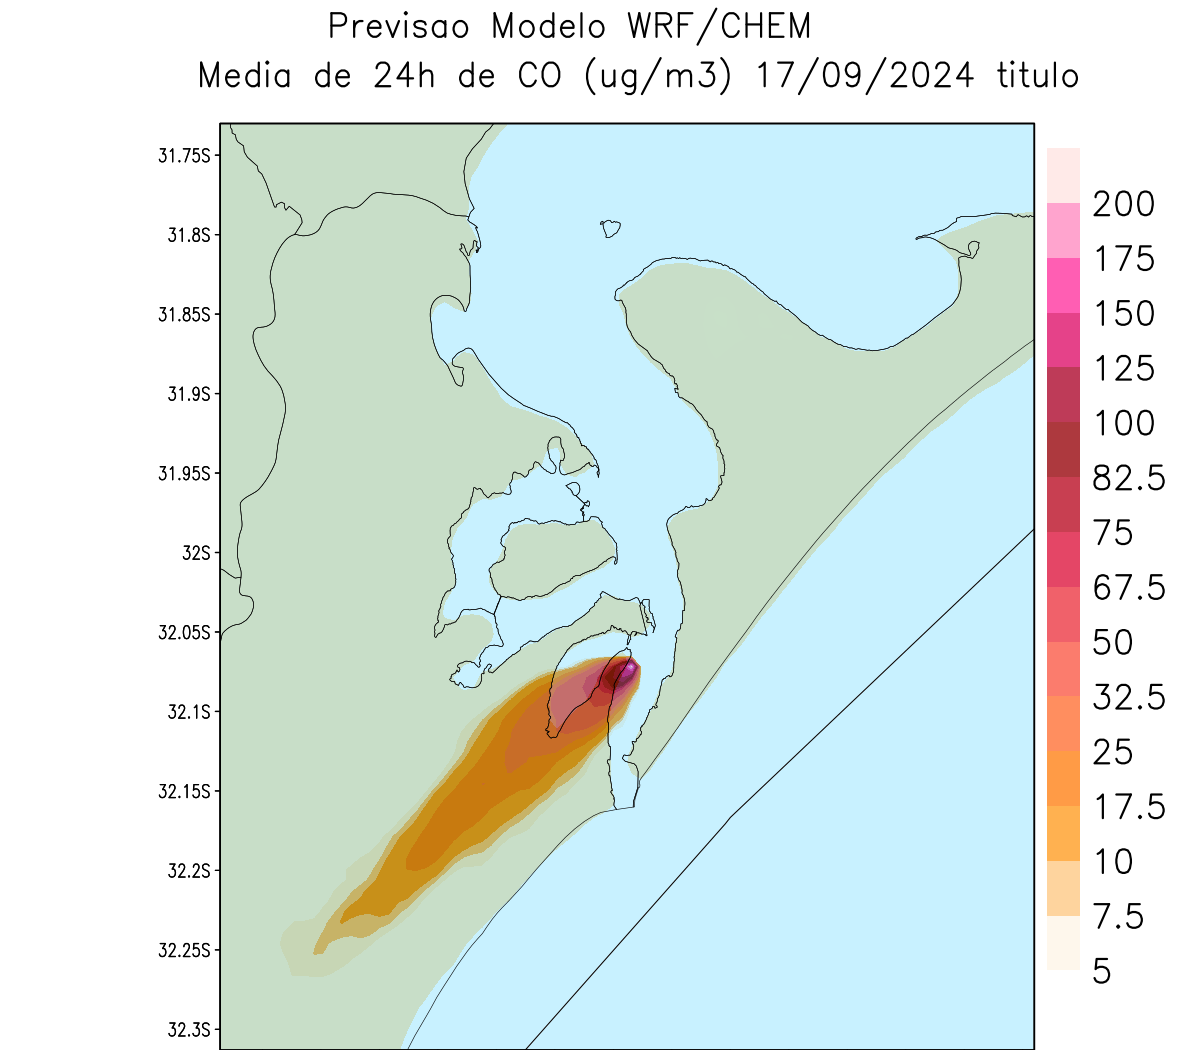 Previsao Modelo WRF/CHEM
Media de 24h de CO (ug/m3) 17/09/2024 titulo
31.75S
31.8S
31.85S
31.9S
31.95S
32S
32.05S
32.1S
32.15S
32.2S
32.25S
32.3S
200
175
150
125
100
82.5
75
67.5
50
32.5
25
17.5
10
7.5
5